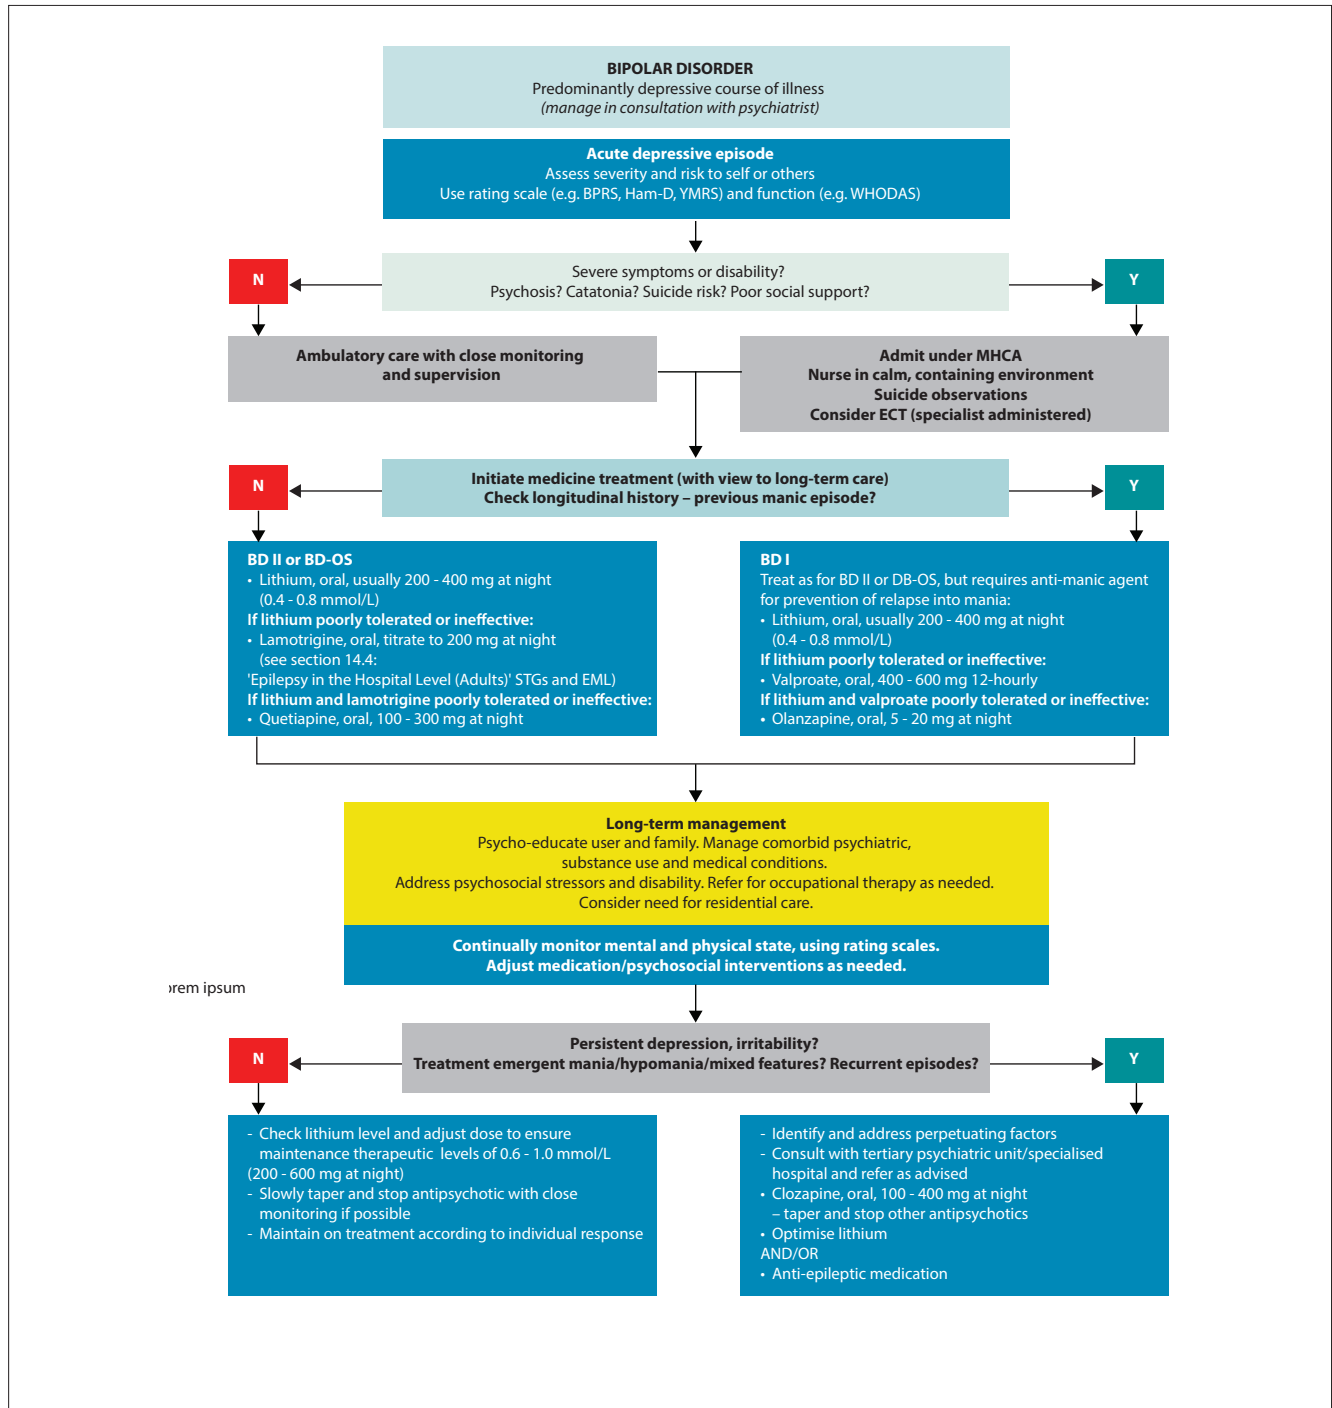 BIPOLAR DISORDER
Predominantly depressive course of illness
(manage in consultation with psychiatrist)
Acute depressive episode
Assess severity and risk to self or others
Use rating scale (e.g. BPRS, Ham-D, YMRS) and function (e.g. WHODAS)
N
Severe symptoms or disability?
Psychosis? Catatonia? Suicide risk? Poor social support?
Y
Ambulatory care with close monitoring
and supervision
Admit under MHCA
Nurse in calm, containing environment
Suicide observations
Consider ECT (specialist administered)
N
Initiate medicine treatment (with view to long-term care)
Check longitudinal history – previous manic episode?
Y
BD II or BD-OS
• Lithium, oral, usually 200 - 400 mg at night
(0.4 - 0.8 mmol/L)
If lithium poorly tolerated or ineffective:
• Lamotrigine, oral, titrate to 200 mg at night
(see section 14.4:
'Epilepsy in the Hospital Level (Adults)' STGs and EML)
If lithium and lamotrigine poorly tolerated or ineffective:
• Quetiapine, oral, 100 - 300 mg at night
BD I
Treat as for BD II or DB-OS, but requires anti-manic agent
for prevention of relapse into mania:
• Lithium, oral, usually 200 - 400 mg at night
(0.4 - 0.8 mmol/L)
If lithium poorly tolerated or ineffective:
• Valproate, oral, 400 - 600 mg 12-hourly
If lithium and valproate poorly tolerated or ineffective:
• Olanzapine, oral, 5 - 20 mg at night
Long-term management
Psycho-educate user and family. Manage comorbid psychiatric,
substance use and medical conditions.
Address psychosocial stressors and disability. Refer for occupational therapy as needed.
Consider need for residential care.
Continually monitor mental and physical state, using rating scales.
Adjust medication/psychosocial interventions as needed.
orem ipsum
N
Persistent depression, irritability?
Treatment emergent mania/hypomania/mixed features? Recurrent episodes?
Y
- Check lithium level and adjust dose to ensure
maintenance therapeutic levels of 0.6 - 1.0 mmol/L
(200 - 600 mg at night)
- Slowly taper and stop antipsychotic with close
monitoring if possible
- Maintain on treatment according to individual response
- Identify and address perpetuating factors
- Consult with tertiary psychiatric unit/specialised
hospital and refer as advised
• Clozapine, oral, 100 - 400 mg at night
– taper and stop other antipsychotics
• Optimise lithium
AND/OR
• Anti-epileptic medication